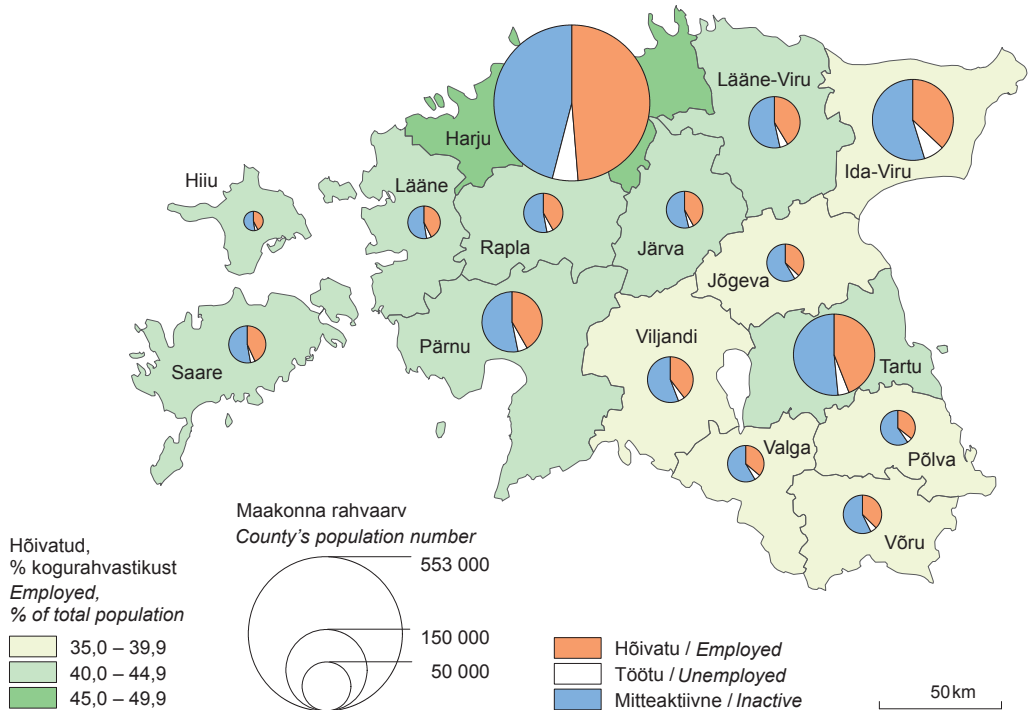 Lääne-Viru
Harju
Ida-Viru
Hiiu
Lääne
Rapla
Järva
Jõgeva
Pärnu
Viljandi
Saare
Tartu
Valga
Põlva
Võru
Maakonna rahvaarv
County's population number
553 000
150 000
50 000
Hõivatud,
% kogurahvastikust
Employed,
% of total population
35,0 – 39,9
40,0 – 44,9
45,0 – 49,9
Hõivatu / Employed
Töötu / Unemployed
Mitteaktiivne / Inactive
50 km